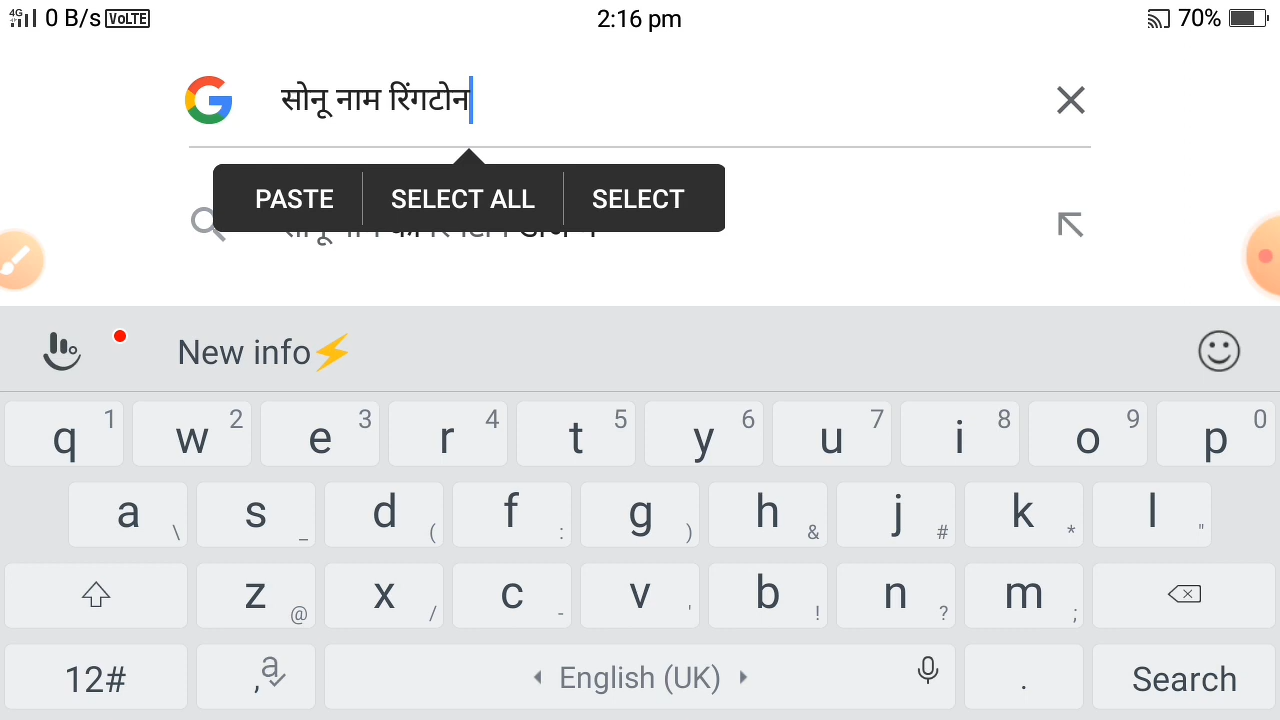 4G 0 B/s VoLTE 2:16 pm 70%
सोनू नाम रिंगटोन
PASTE SELECT ALL SELECT
New info⚡
q 1 w 2 e 3 r 4 t 5 y 6 u 7 i 8 o 9 p 0
a \ s _ d ( f : g ) h & j # k * l "
z @ x / c - v ' b ! n ? m ;
12# , a English (UK) . Search